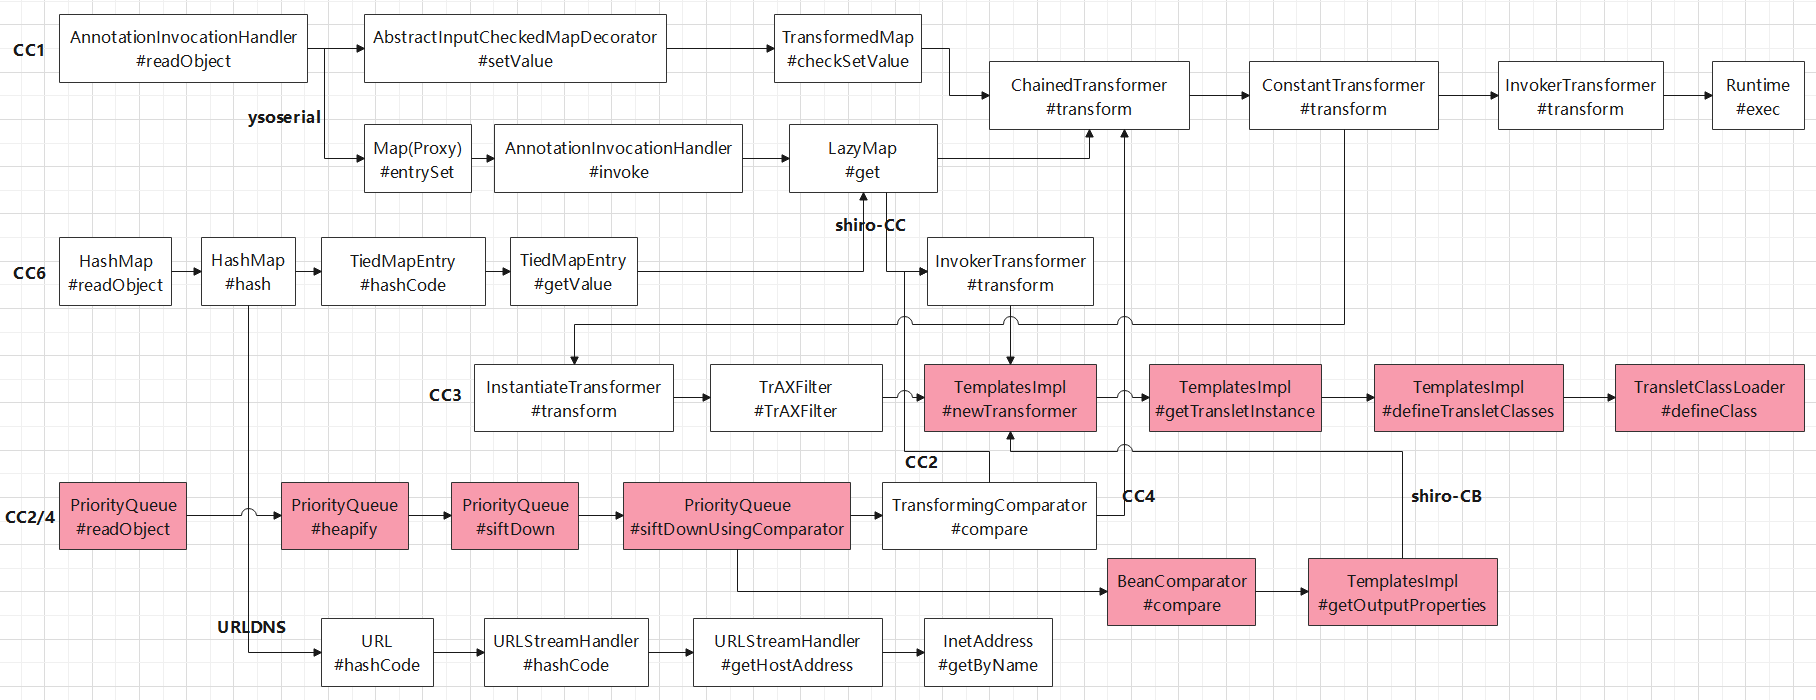 CC1
AnnotationInvocationHandler
#readObject
AbstractInputCheckedMapDecorator
#setValue
TransformedMap
#checkSetValue
ChainedTransformer
#transform
ConstantTransformer
#transform
InvokerTransformer
#transform
Runtime
#exec
ysoserial
Map(Proxy)
#entrySet
AnnotationInvocationHandler
#invoke
LazyMap
#get
shiro-CC
CC6
HashMap
#readObject
HashMap
#hash
TiedMapEntry
#hashCode
TiedMapEntry
#getValue
InvokerTransformer
#transform
CC3
InstantiateTransformer
#transform
TrAXFilter
#TrAXFilter
TemplatesImpl
#newTransformer
TemplatesImpl
#getTransletInstance
TemplatesImpl
#defineTransletClasses
TransletClassLoader
#defineClass
CC2
CC4
shiro-CB
CC2/4
PriorityQueue
#readObject
PriorityQueue
#heapify
PriorityQueue
#siftDown
PriorityQueue
#siftDownUsingComparator
TransformingComparator
#compare
BeanComparator
#compare
TemplatesImpl
#getOutputProperties
URLDNS
URL
#hashCode
URLStreamHandler
#hashCode
URLStreamHandler
#getHostAddress
InetAddress
#getByName